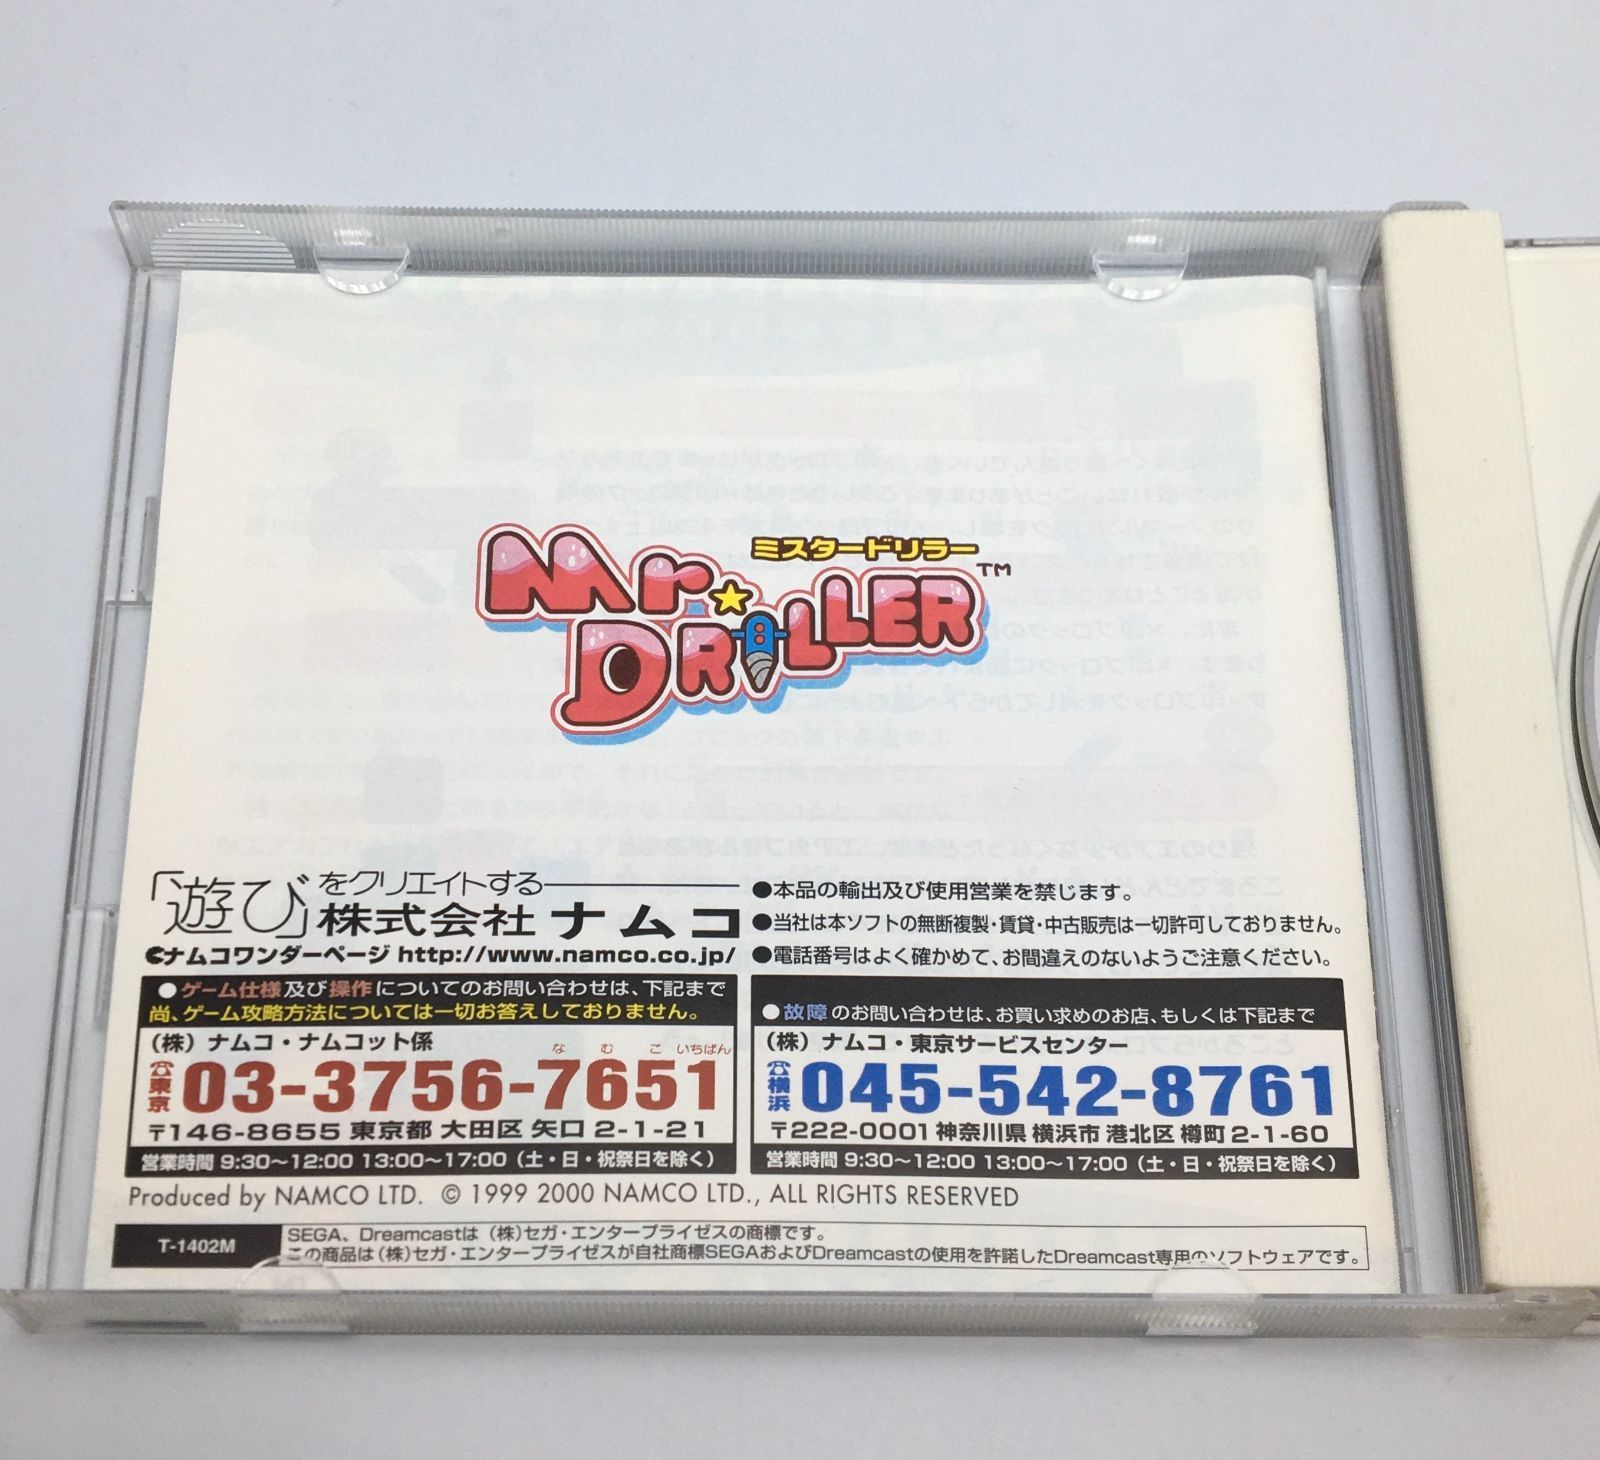 ミスタードリラー
Mr. DRILLER™
「遊び」をクリエイトする
株式会社ナムコ
ナムコワンダーページ http://www.namco.co.jp/
●本品の輸出及び使用営業を禁じます。
●当社は本ソフトの無断複製・賃貸・中古販売は一切許可しておりません。
●電話番号はよく確かめて、お間違えのないようご注意ください。
●ゲーム仕様及び操作についてのお問い合わせは、下記まで
尚、ゲーム攻略方法については一切お答えしておりません。
(株)ナムコ・ナムコット係
なむこ いちばん
☎東京 03-3756-7651
〒146-8655 東京都 大田区 矢口 2-1-21
営業時間 9:30〜12:00 13:00〜17:00(土・日・祝祭日を除く)
●故障のお問い合わせは、お買い求めのお店、もしくは下記まで
(株)ナムコ・東京サービスセンター
☎横浜 045-542-8761
〒222-0001 神奈川県 横浜市 港北区 樽町 2-1-60
営業時間 9:30〜12:00 13:00〜17:00(土・日・祝祭日を除く)
Produced by NAMCO LTD. © 1999 2000 NAMCO LTD., ALL RIGHTS RESERVED
T-1402M
SEGA、Dreamcastは(株)セガ・エンタープライゼスの商標です。
この商品は(株)セガ・エンタープライゼスが自社商標SEGAおよびDreamcastの使用を許諾したDreamcast専用のソフトウェアです。